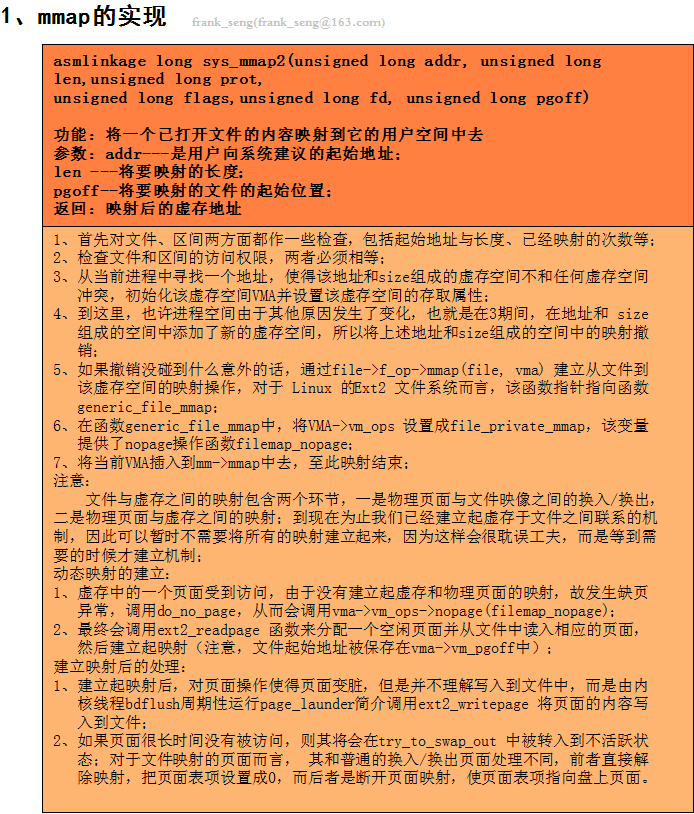 1、mmap的实现 frank_seng(frank_seng@163.com)
asmlinkage long sys_mmap2(unsigned long addr, unsigned long
len,unsigned long prot,
unsigned long flags,unsigned long fd, unsigned long pgoff)
功能：将一个已打开文件的内容映射到它的用户空间中去
参数：addr---是用户向系统建议的起始地址；
len ---将要映射的长度；
pgoff--将要映射的文件的起始位置；
返回：映射后的虚存地址
1、首先对文件、区间两方面都作一些检查，包括起始地址与长度、已经映射的次数等；
2、检查文件和区间的访问权限，两者必须相等；
3、从当前进程中寻找一个地址，使得该地址和size组成的虚存空间不和任何虚存空间
冲突，初始化该虚存空间VMA并设置该虚存空间的存取属性；
4、到这里，也许进程空间由于其他原因发生了变化，也就是在3期间，在地址和 size
组成的空间中添加了新的虚存空间，所以将上述地址和size组成的空间中的映射撤
销；
5、如果撤销没碰到什么意外的话，通过file->f_op->mmap(file, vma) 建立从文件到
该虚存空间的映射操作，对于 Linux 的Ext2 文件系统而言，该函数指针指向函数
generic_file_mmap；
6、在函数generic_file_mmap中，将VMA->vm_ops 设置成file_private_mmap，该变量
提供了nopage操作函数filemap_nopage；
7、将当前VMA插入到mm->mmap中去，至此映射结束；
注意：
文件与虚存之间的映射包含两个环节，一是物理页面与文件映像之间的换入/换出，
二是物理页面与虚存之间的映射；到现在为止我们已经建立起虚存于文件之间联系的机
制，因此可以暂时不需要将所有的映射建立起来，因为这样会很耽误工夫，而是等到需
要的时候才建立机制；
动态映射的建立：
1、虚存中的一个页面受到访问，由于没有建立起虚存和物理页面的映射，故发生缺页
异常，调用do_no_page，从而会调用vma->vm_ops->nopage(filemap_nopage)；
2、最终会调用ext2_readpage 函数来分配一个空闲页面并从文件中读入相应的页面，
然后建立起映射（注意，文件起始地址被保存在vma->vm_pgoff中）；
建立映射后的处理：
1、建立起映射后，对页面操作使得页面变脏，但是并不理解写入到文件中，而是由内
核线程bdflush周期性运行page_launder简介调用ext2_writepage 将页面的内容写
入到文件；
2、如果页面很长时间没有被访问，则其将会在try_to_swap_out 中被转入到不活跃状
态；对于文件映射的页面而言， 其和普通的换入/换出页面处理不同，前者直接解
除映射，把页面表项设置成0，而后者是断开页面映射，使页面表项指向盘上页面。